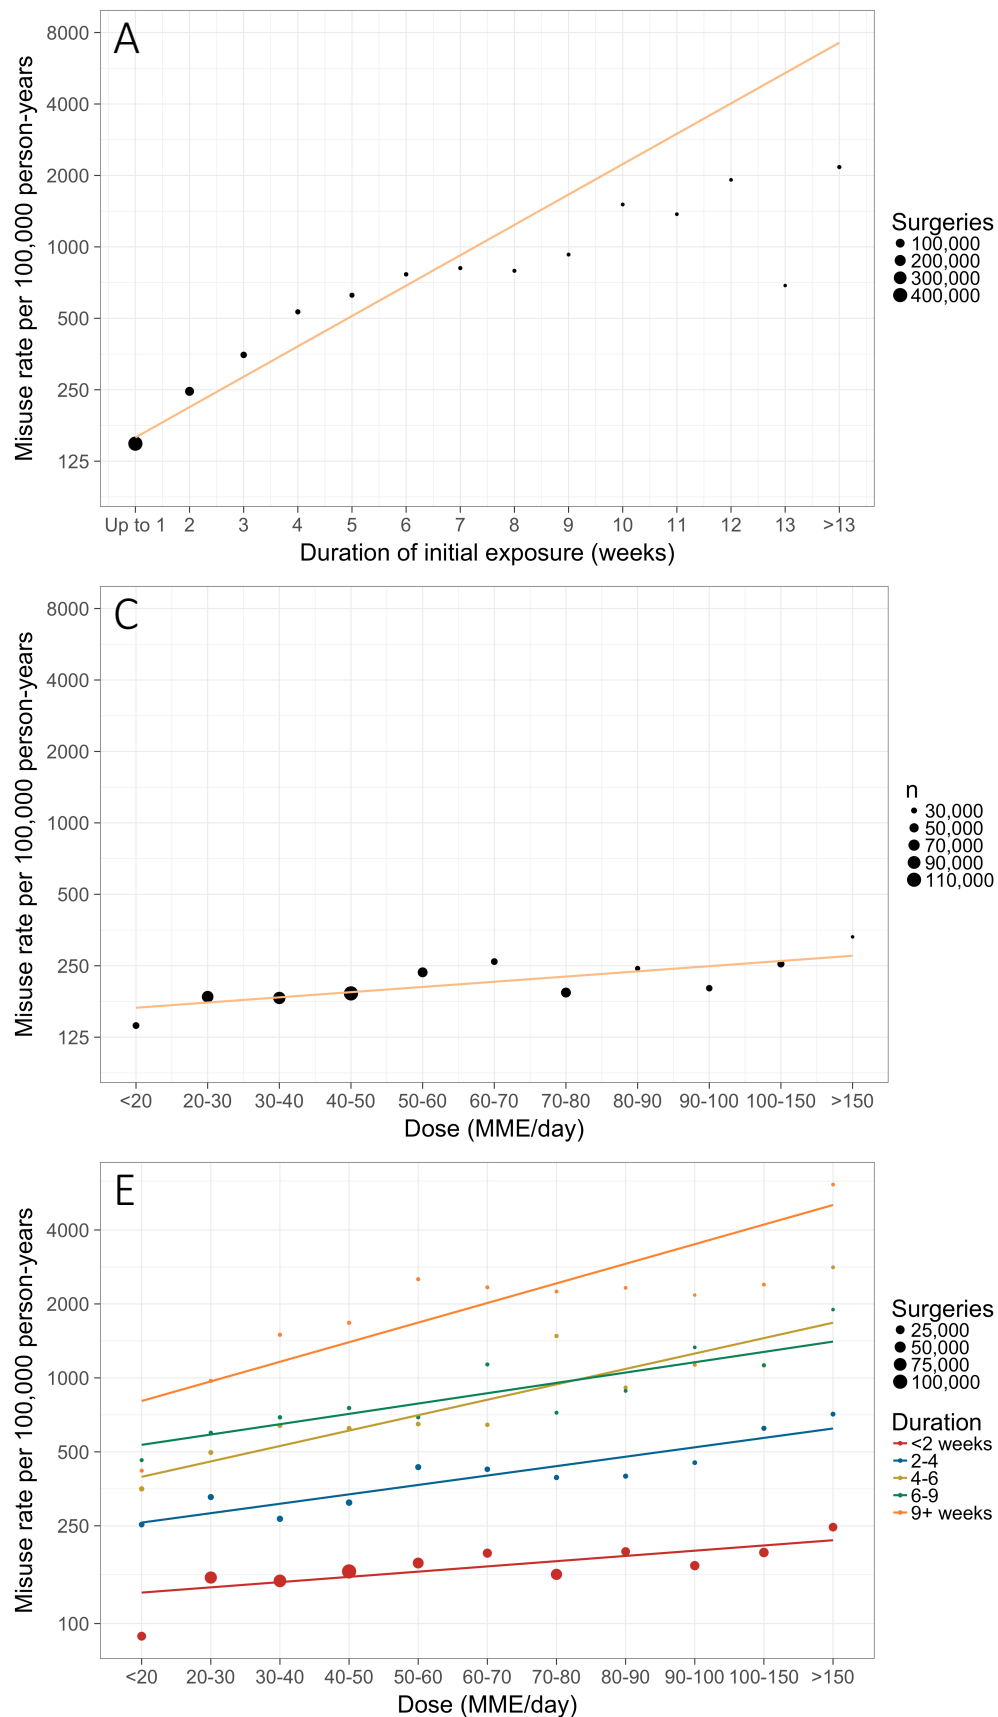 A
Misuse rate per 100,000 person-years
8000
4000
2000
1000
500
250
125
Up to 1 2 3 4 5 6 7 8 9 10 11 12 13 >13
Duration of initial exposure (weeks)
Surgeries
100,000
200,000
300,000
400,000
C
Misuse rate per 100,000 person-years
8000
4000
2000
1000
500
250
125
<20 20-30 30-40 40-50 50-60 60-70 70-80 80-90 90-100 100-150 >150
Dose (MME/day)
n
30,000
50,000
70,000
90,000
110,000
E
Misuse rate per 100,000 person-years
4000
2000
1000
500
250
100
<20 20-30 30-40 40-50 50-60 60-70 70-80 80-90 90-100 100-150 >150
Dose (MME/day)
Surgeries
25,000
50,000
75,000
100,000
Duration
<2 weeks
2-4
4-6
6-9
9+ weeks